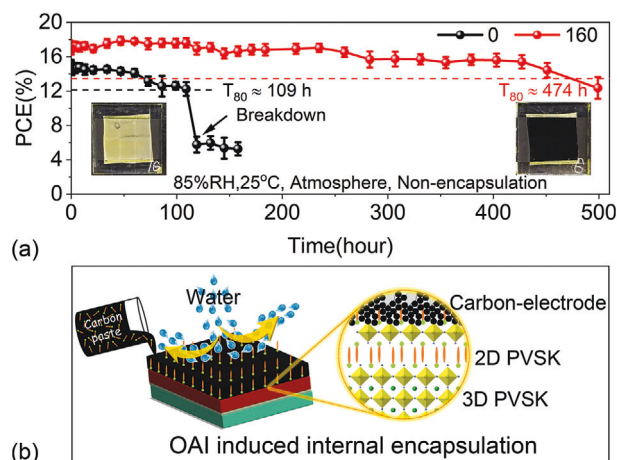 20
16
12
8
4
0
PCE(%)
0
160
T80 ≈ 109 h
Breakdown
T80 ≈ 474 h
85%RH,25°C, Atmosphere, Non-encapsulation
0
100
200
300
400
500
Time(hour)
(a)
Carbon
paste
Water
Carbon-electrode
2D PVSK
3D PVSK
OAI induced internal encapsulation
(b)